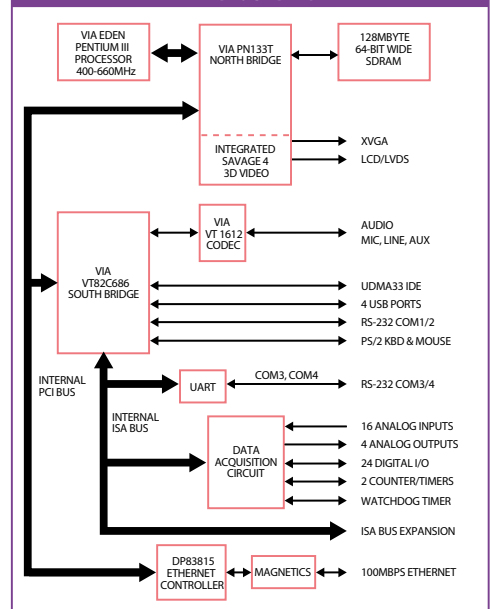 VIA EDEN
PENTIUM III
PROCESSOR
400-660MHz
VIA PN133T
NORTH BRIDGE
128MBYTE
64-BIT WIDE
SDRAM
INTEGRATED
SAVAGE 4
3D VIDEO
XVGA
LCD/LVDS
VIA
VT 1612
CODEC
AUDIO
MIC, LINE, AUX
VIA
VT82C686
SOUTH BRIDGE
UDMA33 IDE
4 USB PORTS
RS-232 COM1/2
PS/2 KBD & MOUSE
INTERNAL
PCI BUS
UART
COM3, COM4
RS-232 COM3/4
INTERNAL
ISA BUS
DATA
ACQUISITION
CIRCUIT
16 ANALOG INPUTS
4 ANALOG OUTPUTS
24 DIGITAL I/O
2 COUNTER/TIMERS
WATCHDOG TIMER
ISA BUS EXPANSION
DP83815
ETHERNET
CONTROLLER
MAGNETICS
100MBPS ETHERNET